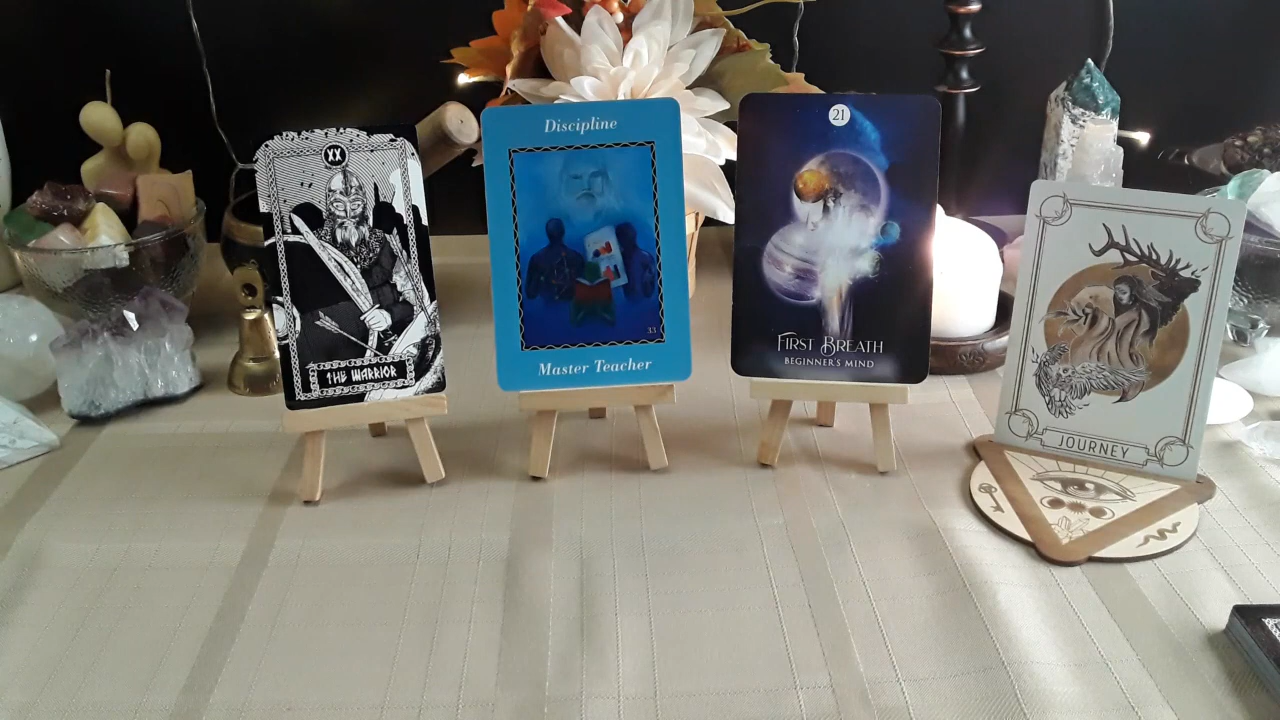 XX
THE WARRIOR
Discipline
33
Master Teacher
21
FIRST BREATH
BEGINNER'S MIND
JOURNEY